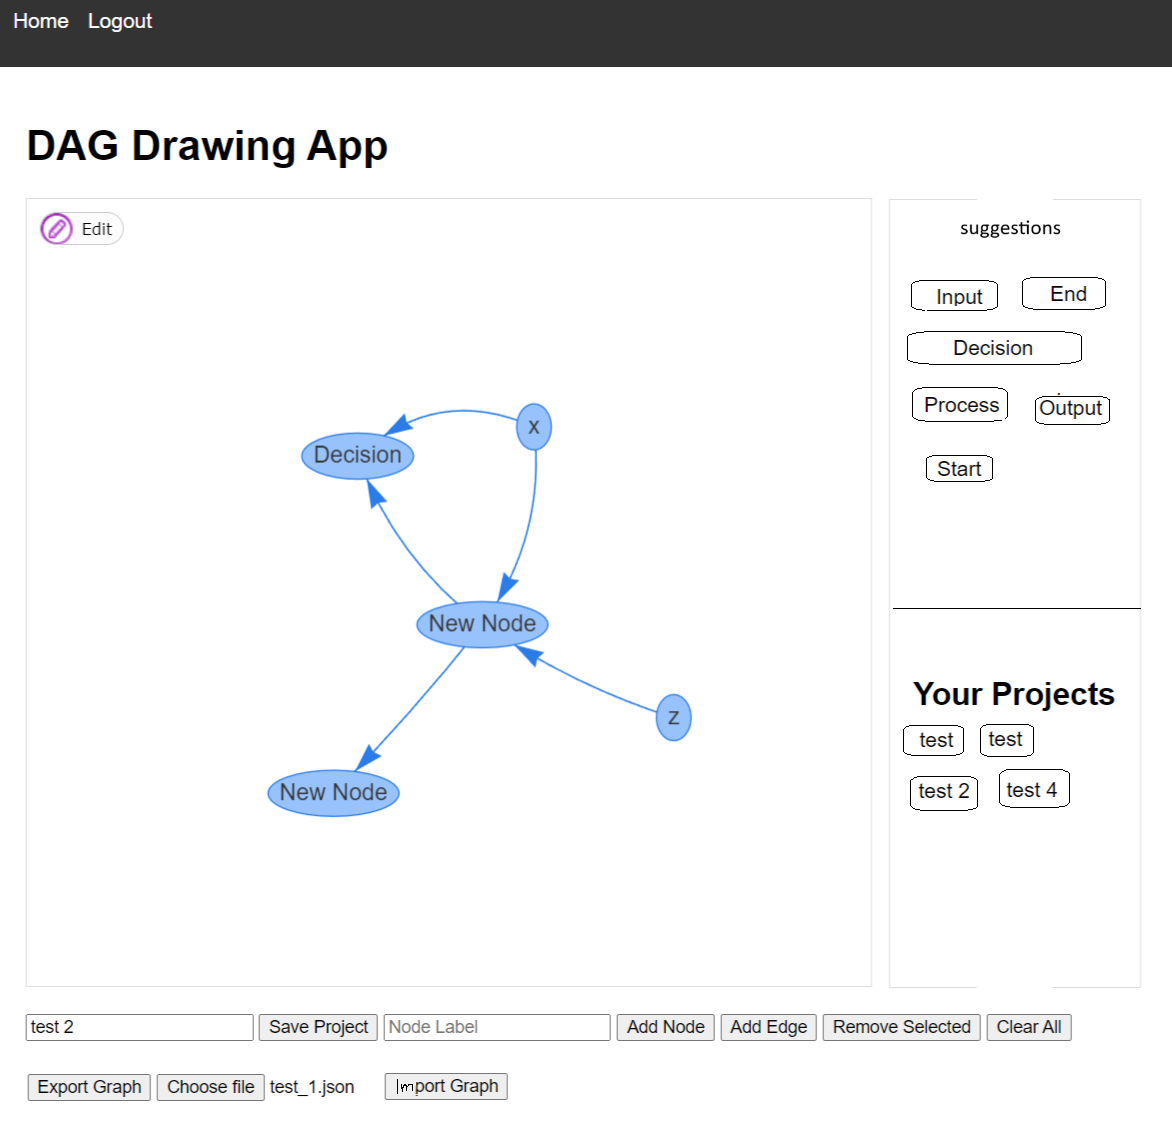 Home Logout
DAG Drawing App
Edit
suggestions
Input End
Decision
Process Output
Start
x
Decision
New Node
z
New Node
Your Projects
test test
test 2 test 4
test 2 Save Project Node Label Add Node Add Edge Remove Selected Clear All
Export Graph Choose file test_1.json Import Graph